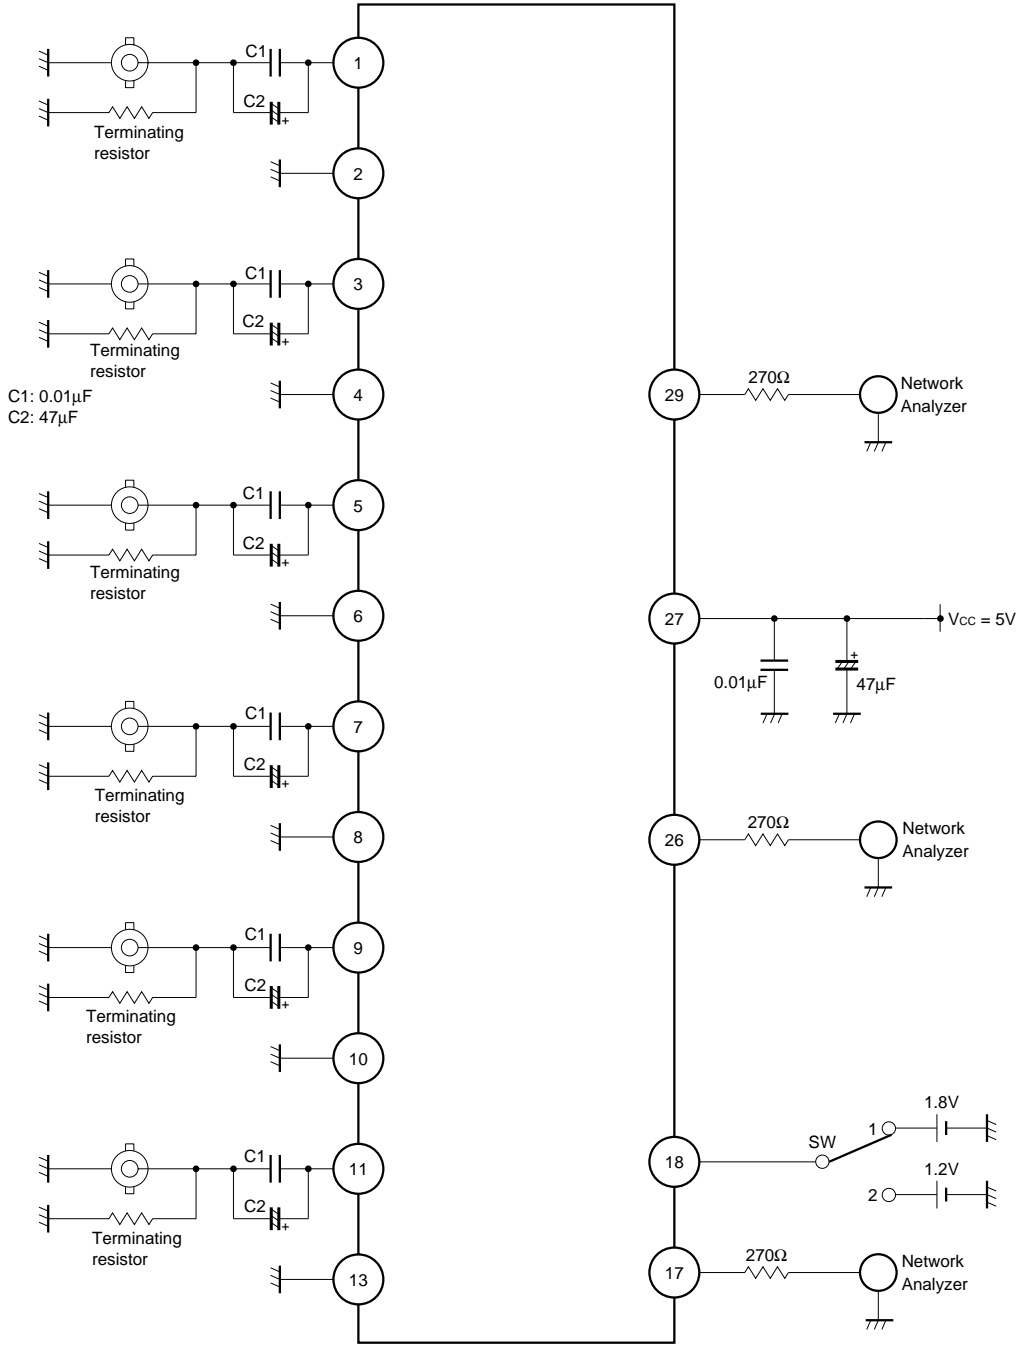 C1
1
C2
+
Terminating
resistor
2
C1
3
C2
+
Terminating
resistor
C1: 0.01μF
C2: 47μF
4
C1
5
C2
+
Terminating
resistor
6
C1
7
C2
+
Terminating
resistor
8
C1
9
C2
+
Terminating
resistor
10
C1
11
C2
+
Terminating
resistor
13
29
270Ω
Network
Analyzer
27
VCC = 5V
0.01μF
+
47μF
26
270Ω
Network
Analyzer
18
SW
1
1.8V
2
1.2V
17
270Ω
Network
Analyzer